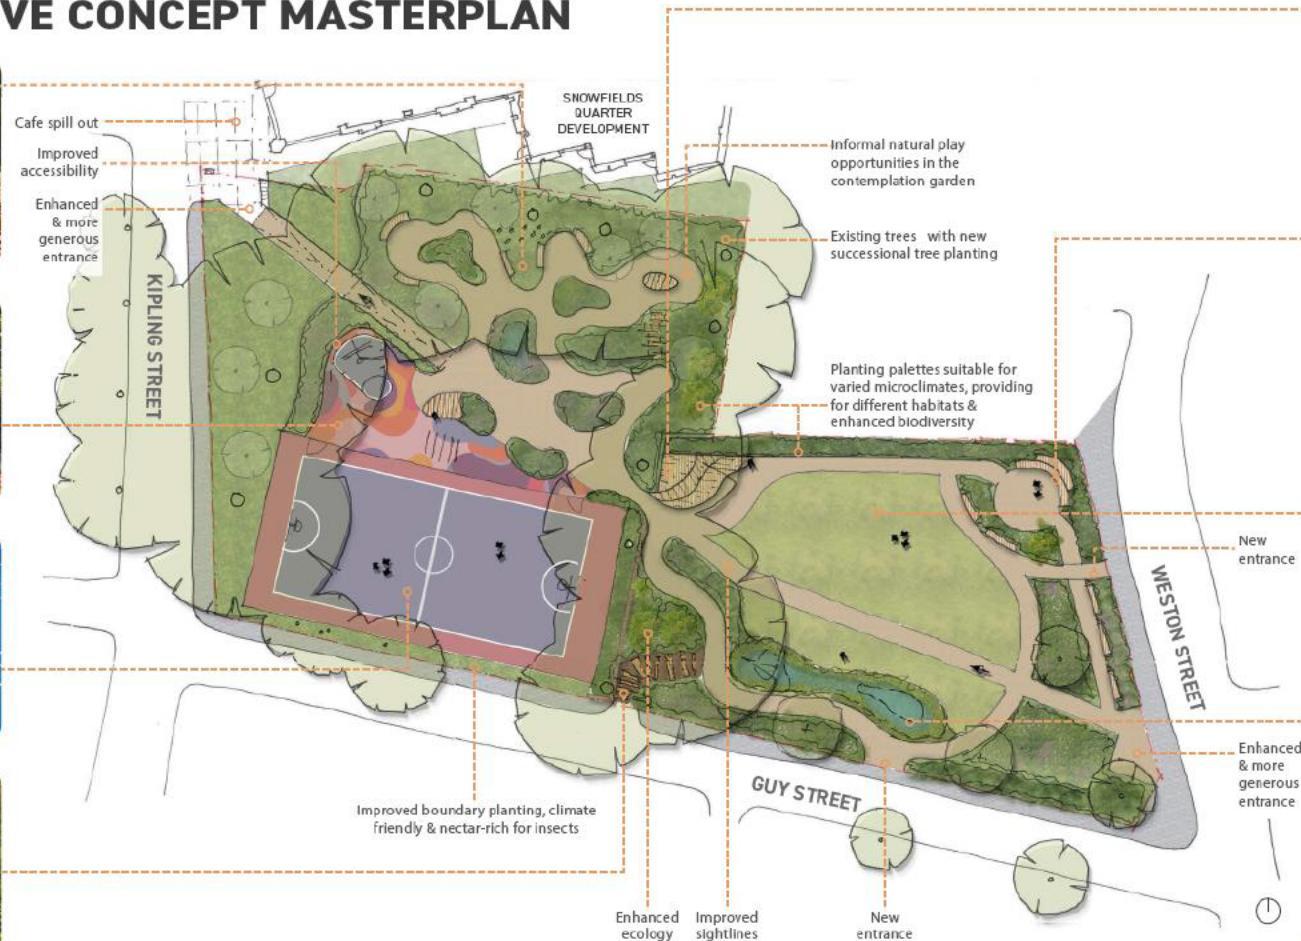 VE CONCEPT MASTERPLAN
SNOWFIELDS
QUARTER
DEVELOPMENT
Cafe spill out
Improved
accessibility
Enhanced
& more
generous
entrance
KIPLING STREET
Informal natural play
opportunities in the
contemplation garden
Existing trees with new
successional tree planting
Planting palettes suitable for
varied microclimates, providing
for different habitats &
enhanced biodiversity
New
entrance
WESTON STREET
Enhanced
& more
generous
entrance
GUY STREET
Improved boundary planting, climate
friendly & nectar-rich for insects
Enhanced
ecology
Improved
sightlines
New
entrance